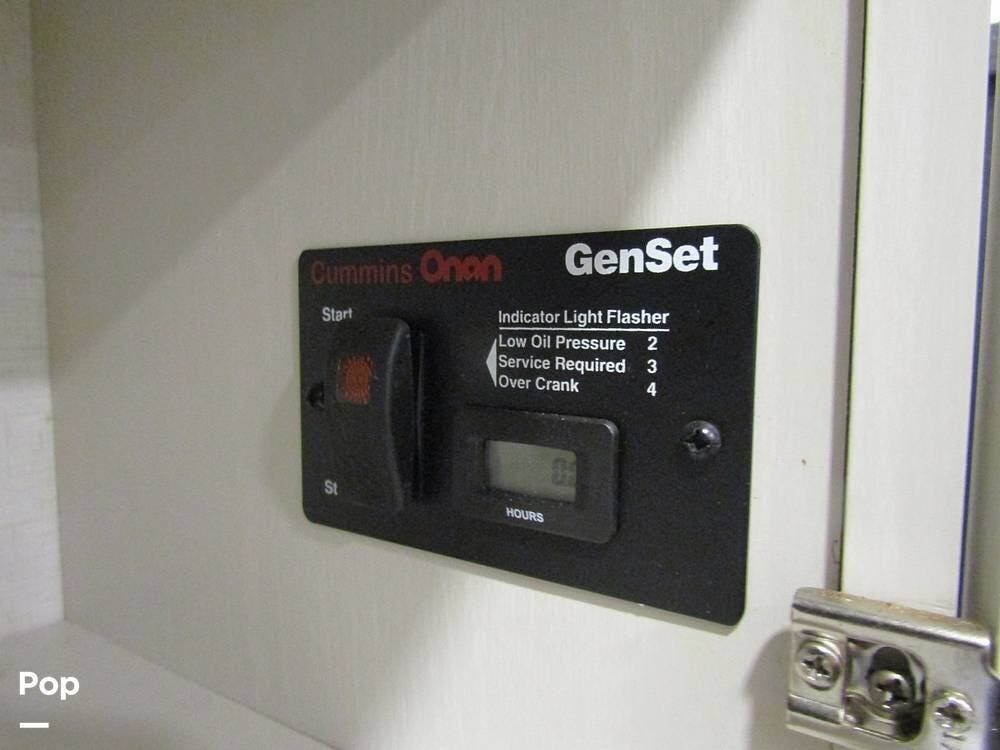 Cummins Onan GenSet
Start
Indicator Light Flasher
Low Oil Pressure 2
Service Required 3
Over Crank 4
St
HOURS
Pop